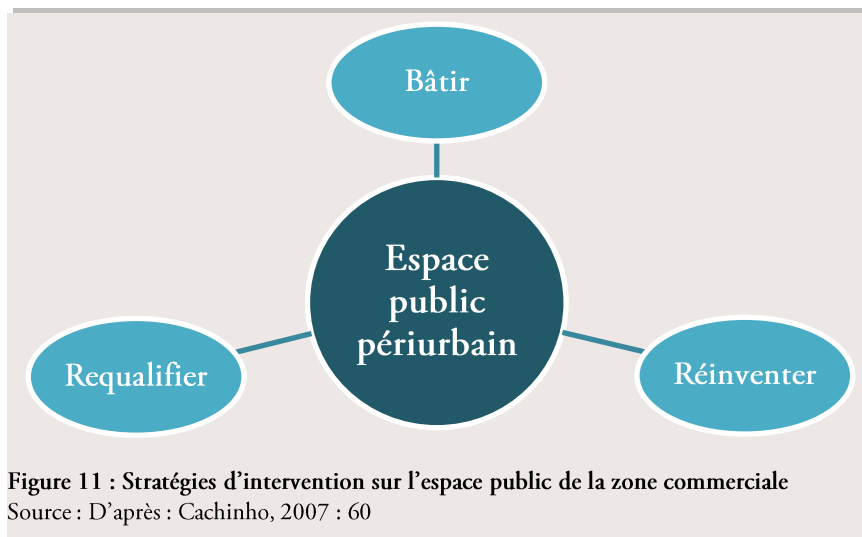 Bâtir
Espace
public
périurbain
Requalifier
Réinventer
Figure 11 : Stratégies d’intervention sur l’espace public de la zone commerciale
Source : D’après : Cachinho, 2007 : 60